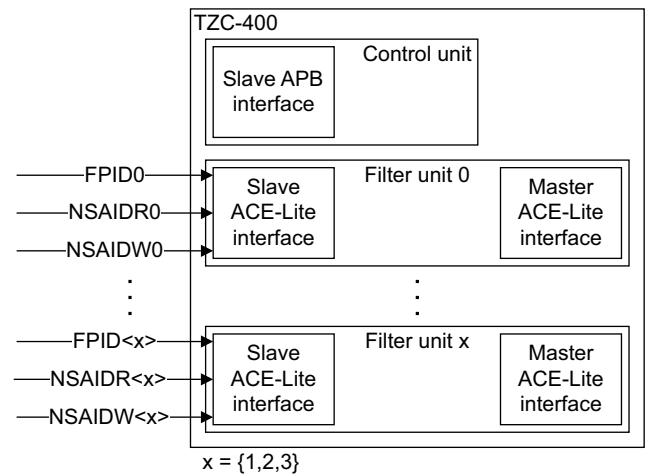 TZC-400
Control unit
Slave APB
interface
FPID0
NSAIDR0
NSAIDW0
Slave
ACE-Lite
interface
Filter unit 0
Master
ACE-Lite
interface
FPID<x>
NSAIDR<x>
NSAIDW<x>
Slave
ACE-Lite
interface
Filter unit x
Master
ACE-Lite
interface
x = {1,2,3}